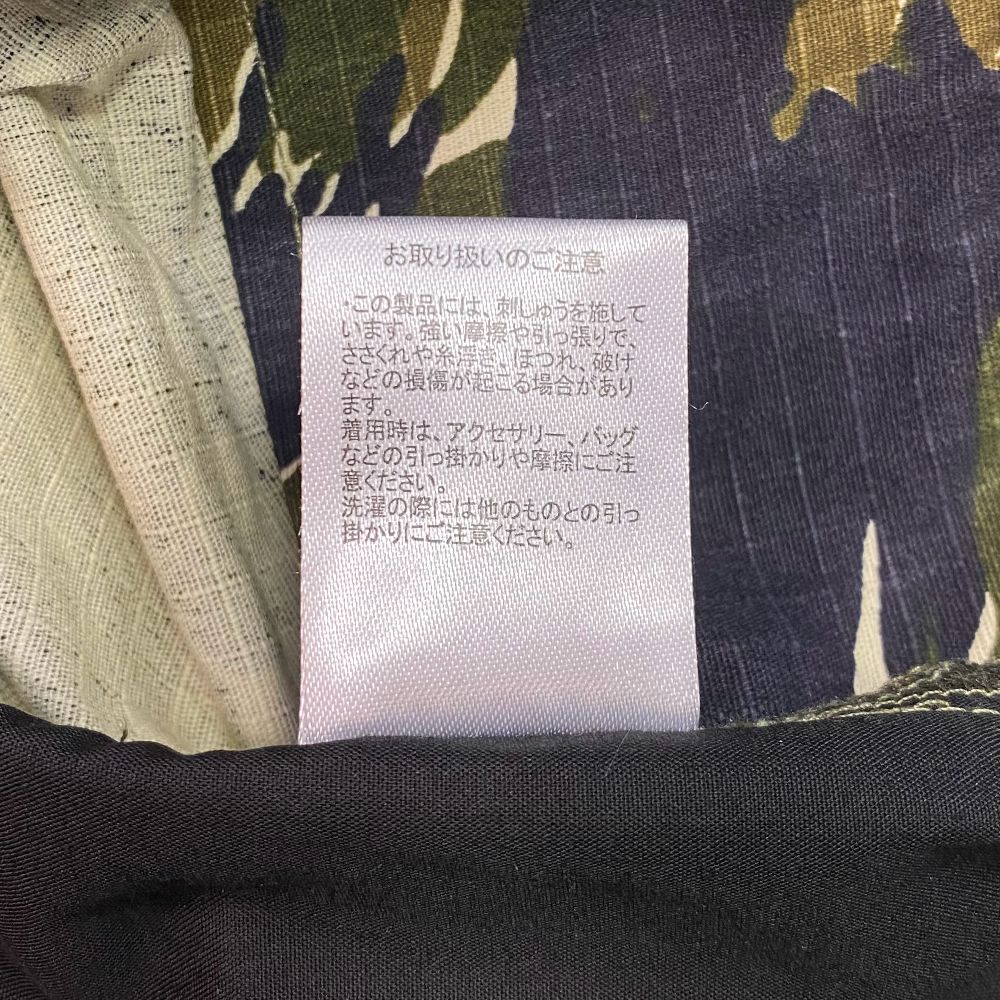 お取り扱いのご注意
・この製品には、刺しゅうを施して
います。強い摩擦や引っ張りで、
ささくれや糸浮き、ほつれ、破け
などの損傷が起こる場合があり
ます。
着用時は、アクセサリー、バッグ
などの引っ掛かりや摩擦にご注
意ください。
洗濯の際には他のものとの引っ
掛かりにご注意ください。